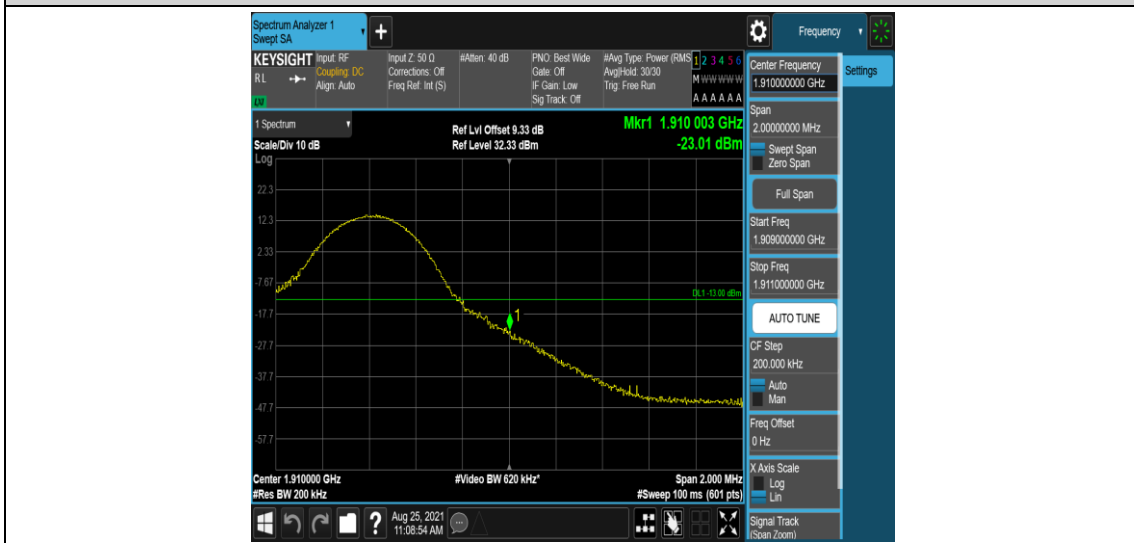 Spectrum Analyzer 1
Swept SA
+
Frequency
KEYSIGHT
RL
LXI
Input: RF
Coupling: DC
Align: Auto
Input Z: 50 Ω
Corrections: Off
Freq Ref: Int (S)
#Atten: 40 dB
PNO: Best Wide
Gate: Off
IF Gain: Low
Sig Track: Off
#Avg Type: Power (RMS
Avg|Hold: 30/30
Trig: Free Run
1 2 3 4 5 6
M W W W W W
A A A A A A
1 Spectrum
Scale/Div 10 dB
Ref Lvl Offset 9.33 dB
Ref Level 32.33 dBm
Mkr1 1.910 003 GHz
-23.01 dBm
Log
22.3
12.3
2.33
-7.67
-17.7
-27.7
-37.7
-47.7
-57.7
DL1 -13.00 dBm
1
Center 1.910000 GHz
#Res BW 200 kHz
#Video BW 620 kHz*
Span 2.000 MHz
#Sweep 100 ms (601 pts)
Center Frequency
1.910000000 GHz
Settings
Span
2.00000000 MHz
Swept Span
Zero Span
Full Span
Start Freq
1.909000000 GHz
Stop Freq
1.911000000 GHz
AUTO TUNE
CF Step
200.000 kHz
Auto
Man
Freq Offset
0 Hz
X Axis Scale
Log
Lin
Signal Track
(Span Zoom)
?
Aug 25, 2021
11:08:54 AM